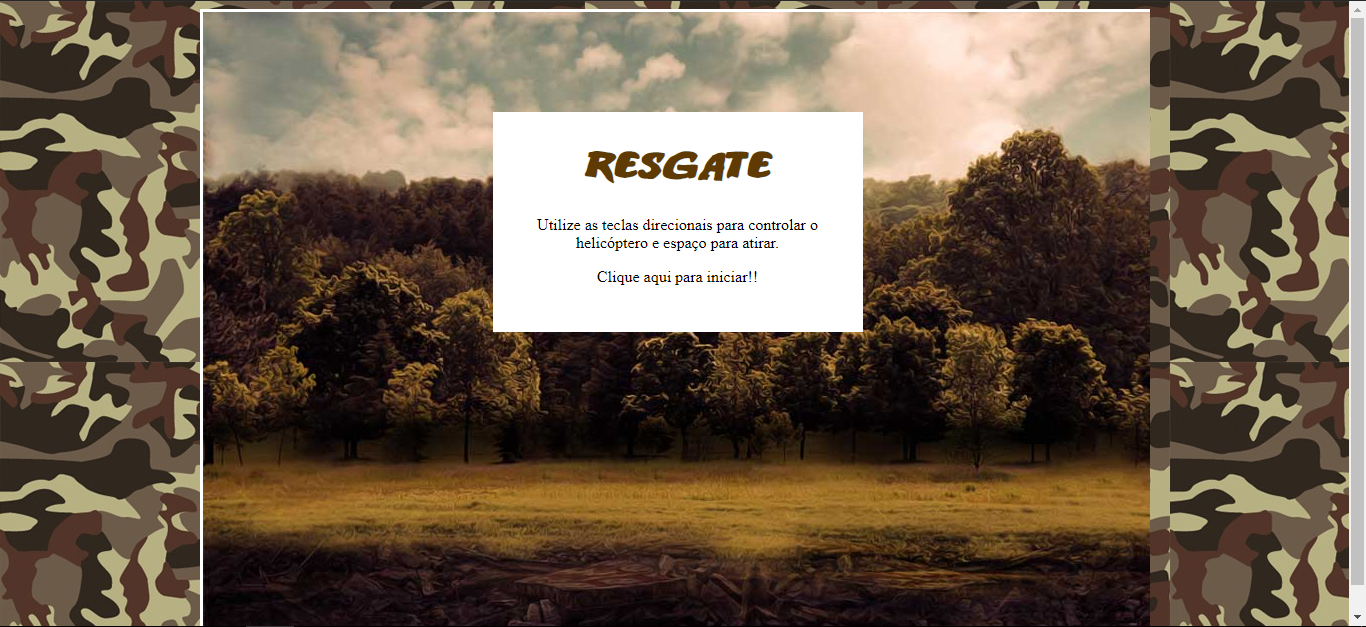 RESGATE
Utilize as teclas direcionais para controlar o
helicóptero e espaço para atirar.
Clique aqui para iniciar!!